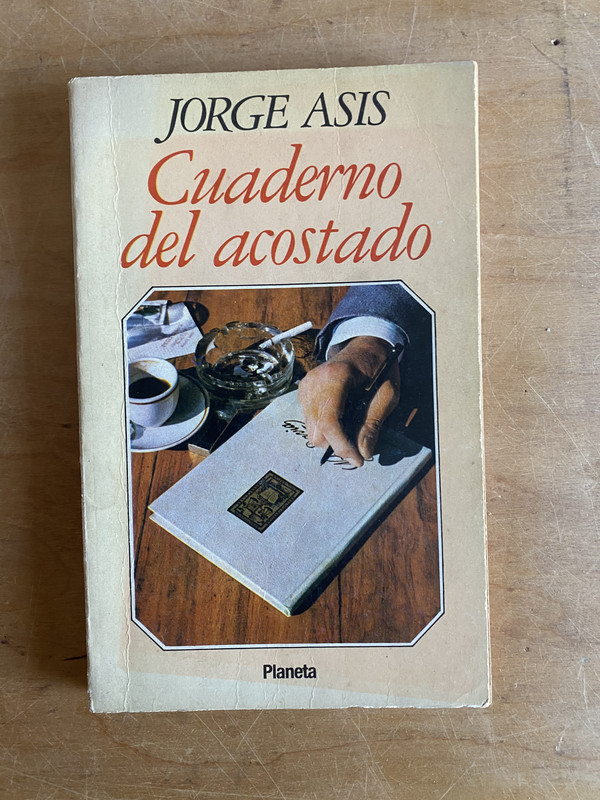 JORGE ASIS
Cuaderno
del acostado
Planeta